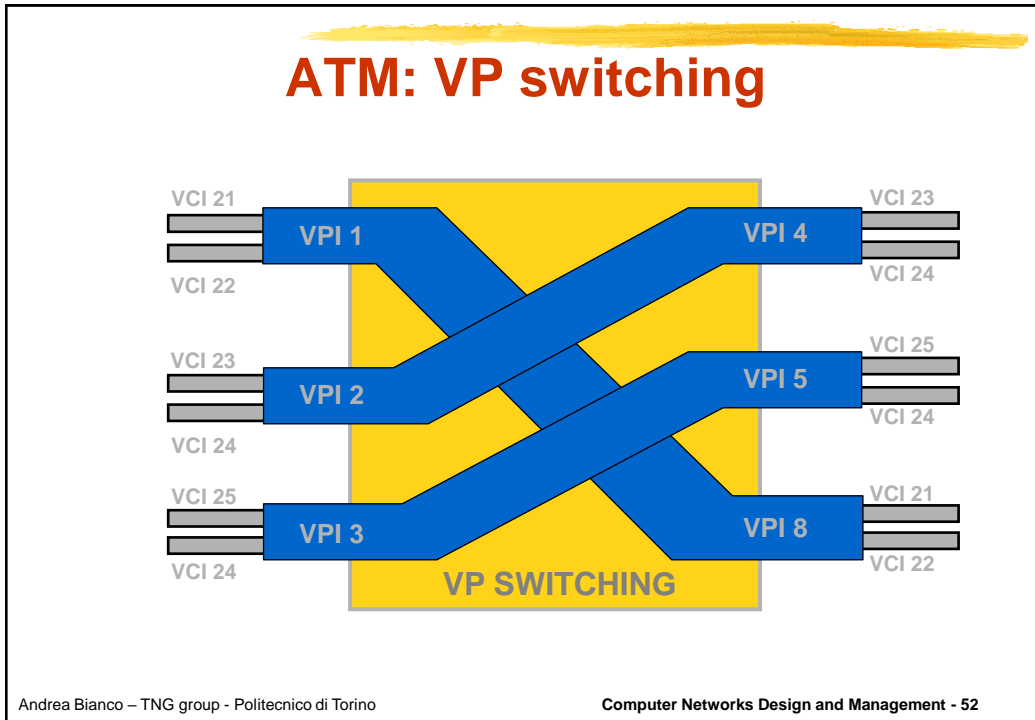 ATM: VP switching
VCI 21
VCI 23
VPI 1
VPI 4
VCI 22
VCI 24
VCI 23
VCI 25
VPI 2
VPI 5
VCI 24
VCI 24
VCI 25
VCI 21
VPI 3
VPI 8
VCI 24
VCI 22
VP SWITCHING
Andrea Bianco – TNG group - Politecnico di Torino
Computer Networks Design and Management - 52